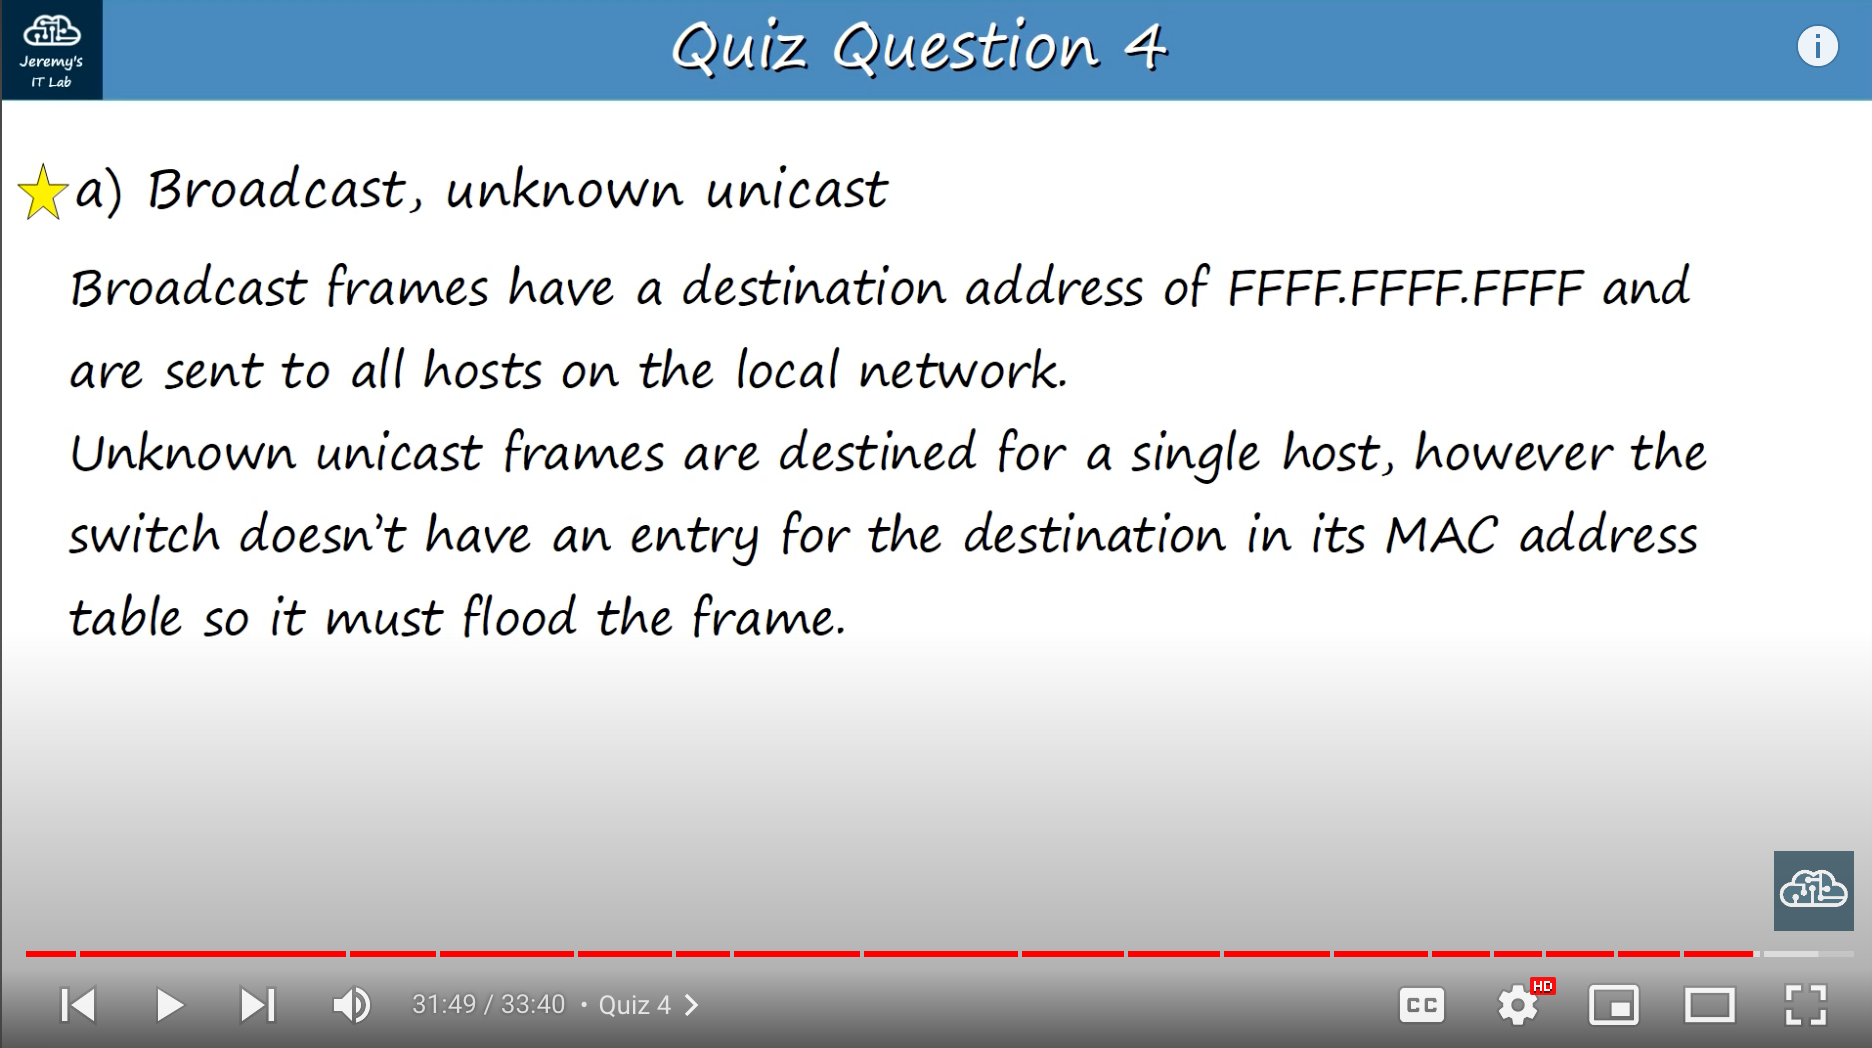 Jeremy's
IT Lab
Quiz Question 4
i
a) Broadcast, unknown unicast
Broadcast frames have a destination address of FFFF.FFFF.FFFF and
are sent to all hosts on the local network.
Unknown unicast frames are destined for a single host, however the
switch doesn't have an entry for the destination in its MAC address
table so it must flood the frame.
31:49 / 33:40 • Quiz 4
CC
HD